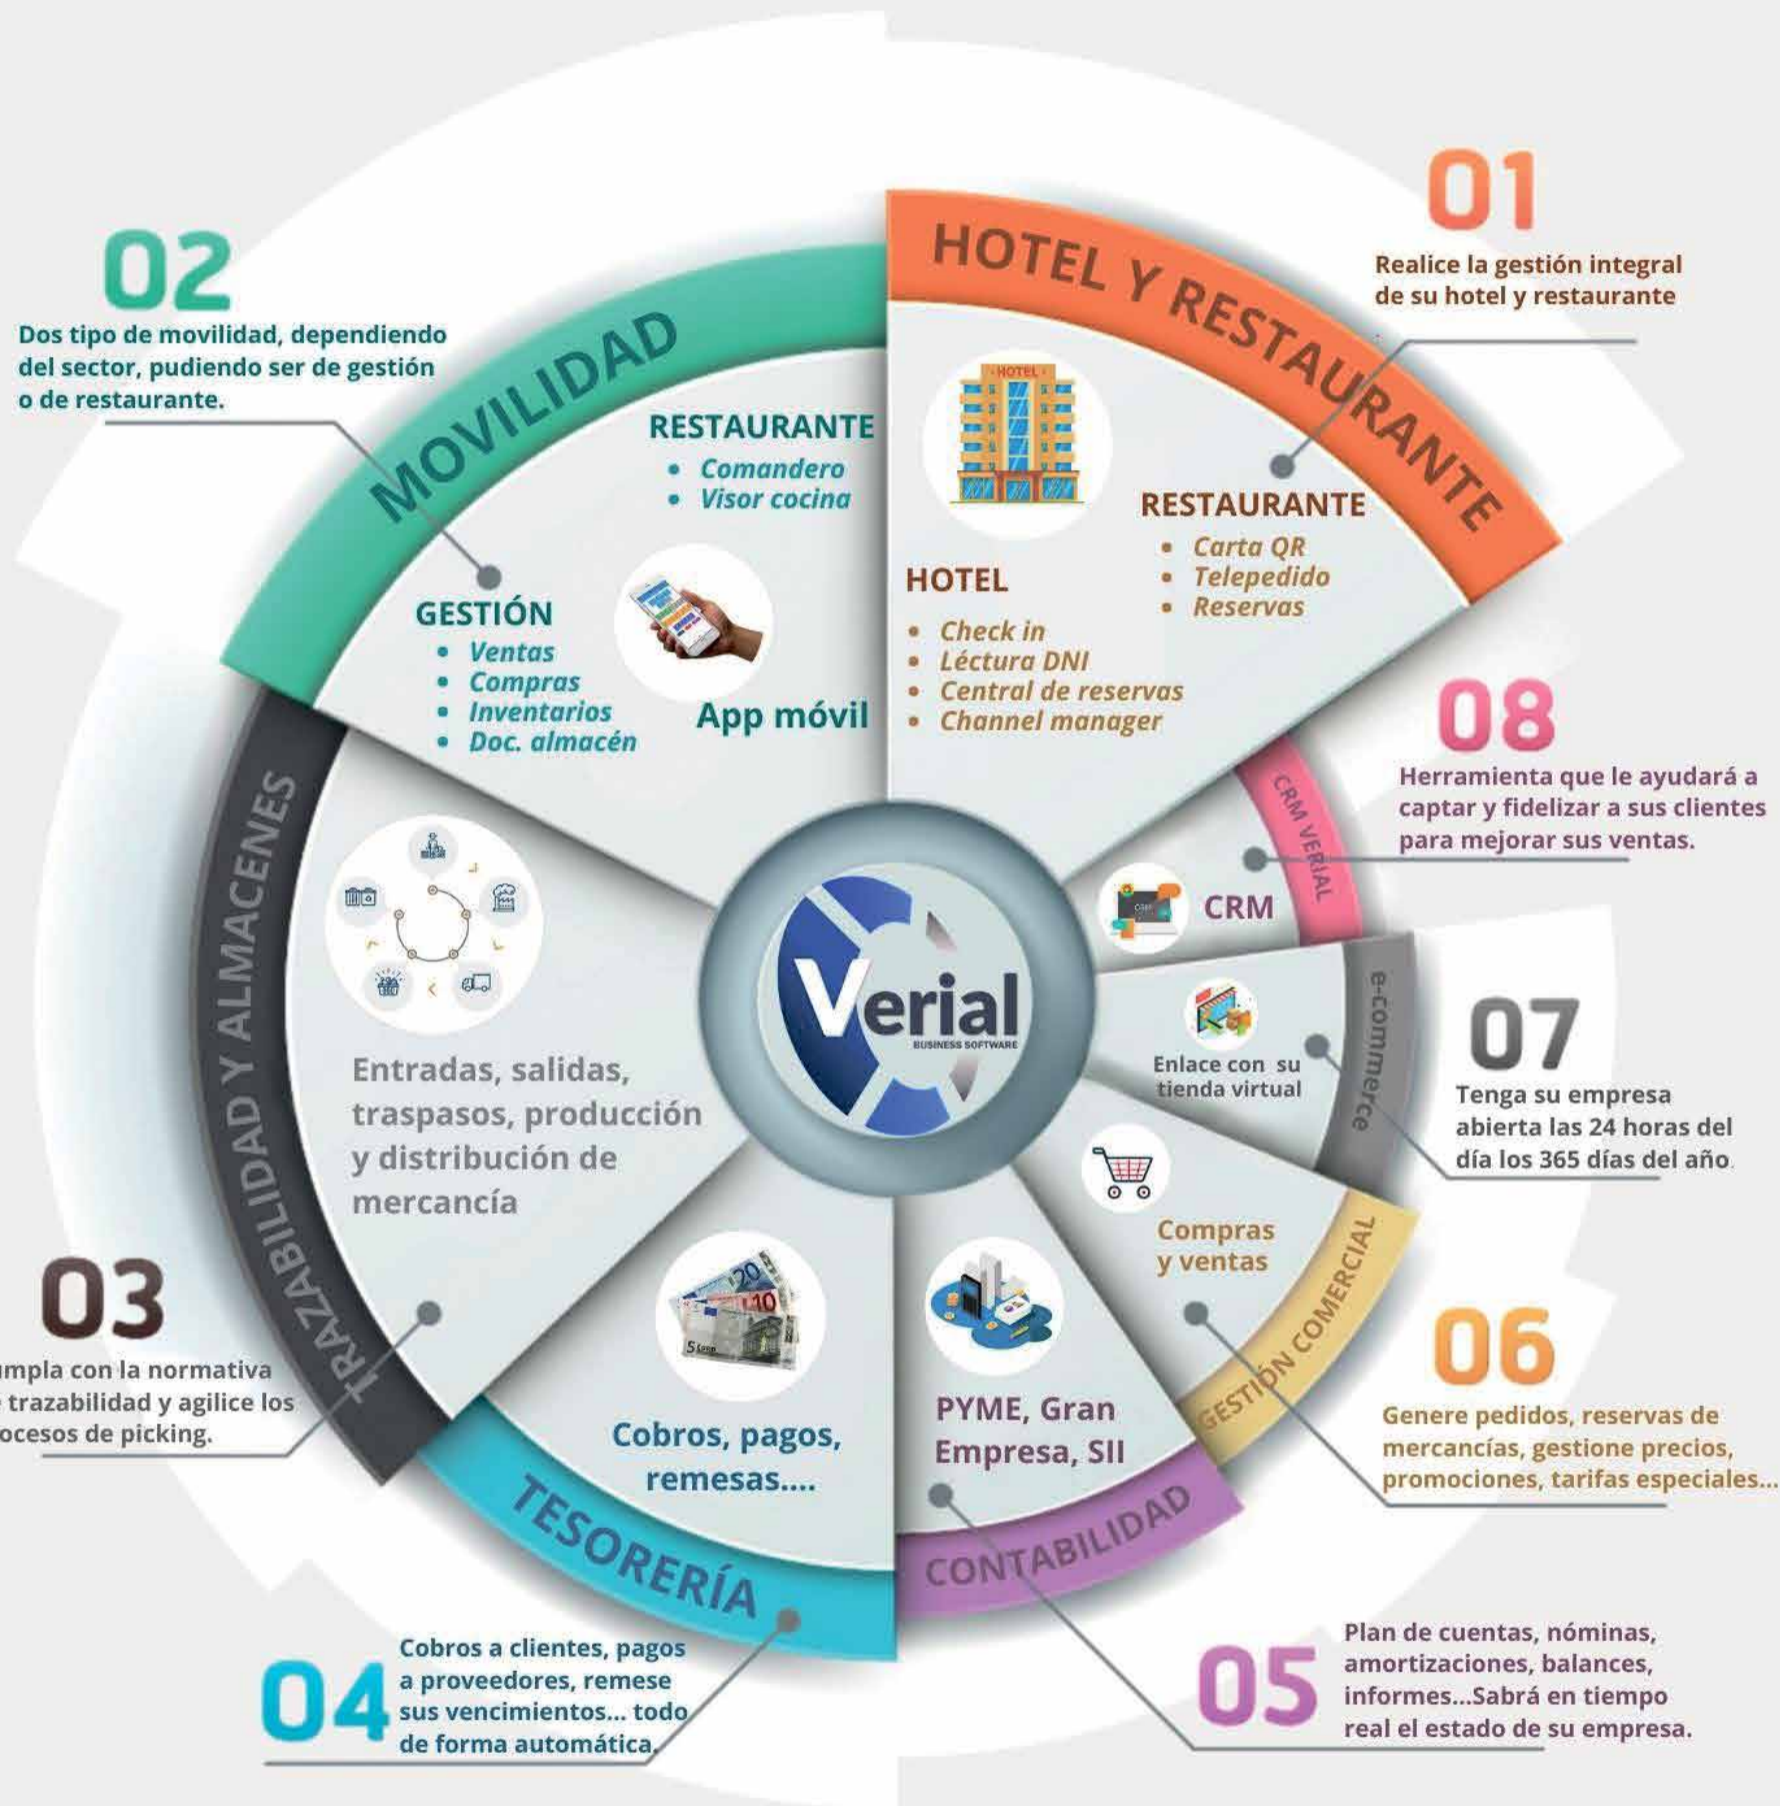 01
Realice la gestión integral
de su hotel y restaurante
HOTEL Y RESTAURANTE
HOTEL
RESTAURANTE
• Carta QR
• Telepedido
• Reservas
HOTEL
• Check in
• Léctura DNI
• Central de reservas
• Channel manager
02
Dos tipo de movilidad, dependiendo
del sector, pudiendo ser de gestión
o de restaurante.
MOVILIDAD
RESTAURANTE
• Comandero
• Visor cocina
GESTIÓN
• Ventas
• Compras
• Inventarios
• Doc. almacén
App móvil
TRAZABILIDAD Y ALMACENES
Entradas, salidas,
traspasos, producción
y distribución de
mercancía
03
mpla con la normativa
trazabilidad y agilice los
ocesos de picking.
TESORERÍA
20
10
5
Cobros, pagos,
remesas....
04
Cobros a clientes, pagos
a proveedores, remese
sus vencimientos... todo
de forma automática.
CONTABILIDAD
PYME, Gran
Empresa, SII
05
Plan de cuentas, nóminas,
amortizaciones, balances,
informes...Sabrá en tiempo
real el estado de su empresa.
GESTIÓN COMERCIAL
Compras
y ventas
06
Genere pedidos, reservas de
mercancías, gestione precios,
promociones, tarifas especiales...
e-commerce
Enlace con su
tienda virtual
07
Tenga su empresa
abierta las 24 horas del
día los 365 días del año.
CRM VERIAL
CRM
08
Herramienta que le ayudará a
captar y fidelizar a sus clientes
para mejorar sus ventas.
Verial
BUSINESS SOFTWARE